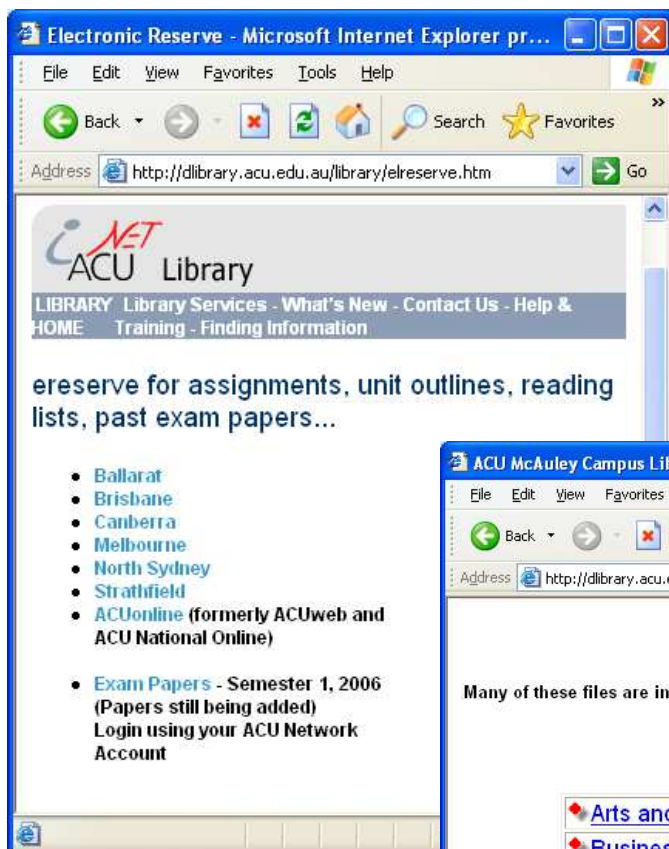 Electronic Reserve - Microsoft Internet Explorer pr...
File Edit View Favorites Tools Help
Back Search Favorites
»
Address http://dlibrary.acu.edu.au/library/elreserve.htm Go
iNET
ACU Library
LIBRARY Library Services - What's New - Contact Us - Help &
HOME Training - Finding Information
ereserve for assignments, unit outlines, reading
lists, past exam papers...
• Ballarat
• Brisbane
• Canberra
• Melbourne
• North Sydney
• Strathfield
• ACUonline (formerly ACUweb and
ACU National Online)
• Exam Papers - Semester 1, 2006
(Papers still being added)
Login using your ACU Network
Account
ACU McAuley Campus Li
File Edit View Favorites
Back
Address http://dlibrary.acu.
Many of these files are in
Arts and
Busines